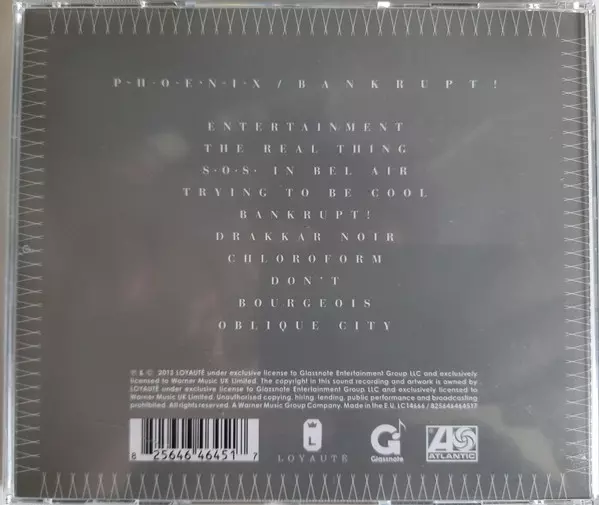 P·H·O·E·N·I·X / BANKRUPT!
ENTERTAINMENT
THE REAL THING
S.O.S. IN BEL AIR
TRYING TO BE COOL
BANKRUPT!
DRAKKAR NOIR
CHLOROFORM
DON'T
BOURGEOIS
OBLIQUE CITY
℗ & © 2013 LOYAUTÉ under exclusive license to Glassnote Entertainment Group LLC and exclusively
licensed to Warner Music UK Limited. The copyright in this sound recording and artwork is owned by
LOYAUTÉ under exclusive license to Glassnote Entertainment Group LLC and exclusively licensed to
Warner Music UK Limited. Unauthorised copying, hiring, lending, public performance and broadcasting
prohibited. All rights reserved. A Warner Music Group Company. Made in the E.U. LC14666 / 825646464517
8 25646 46451 7
L
LOYAUTÉ
G
Glassnote
ATLANTIC